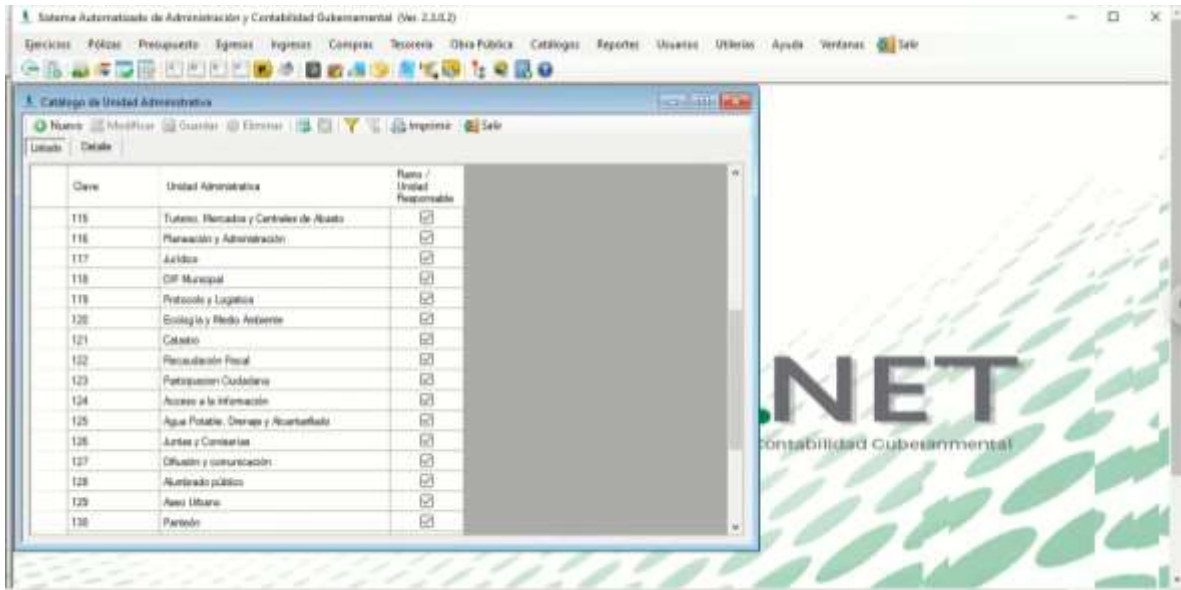 Sistema Automatizado de Administración y Contabilidad Gubernamental (Ver. 2.3.0.2)
Ejercicios Pólizas Presupuesto Egresos Ingresos Compras Tesorería Obra Pública Catálogos Reportes Usuarios Utilerías Ayuda Ventanas Salir
Catálogo de Unidad Administrativa
Nuevo Modificar Guardar Eliminar Imprimir Salir
Listado Detalle
Clave Unidad Administrativa Ramo / Unidad Responsable
115 Turismo, Mercados y Centrales de Abasto
116 Planeación y Administración
117 Jurídico
118 DIF Municipal
119 Protocolo y Logística
120 Ecología y Medio Ambiente
121 Catastro
122 Recaudación Fiscal
123 Participacion Ciudadana
124 Acceso a la Información
125 Agua Potable, Drenaje y Alcantarillado
126 Juntas y Comisarías
127 Difusión y comunicación
128 Alumbrado público
129 Aseo Urbano
130 Panteón
.NET
Contabilidad Guberanmental